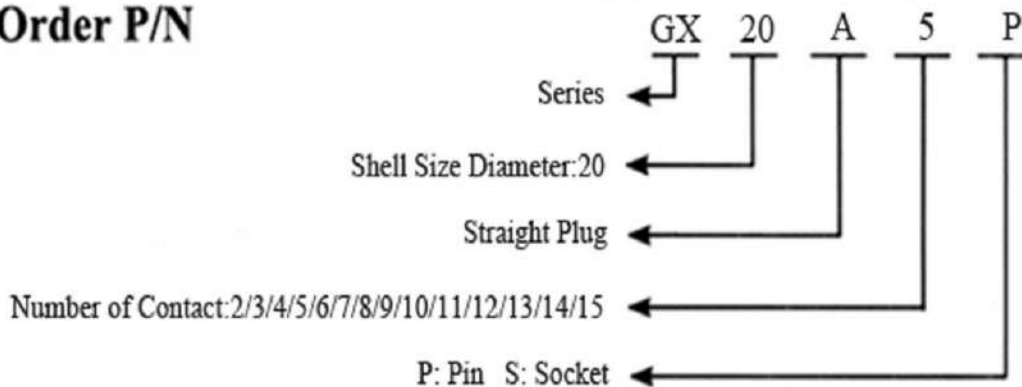 Order P/N
GX 20 A 5 P
Series
Shell Size Diameter:20
Straight Plug
Number of Contact:2/3/4/5/6/7/8/9/10/11/12/13/14/15
P: Pin S: Socket